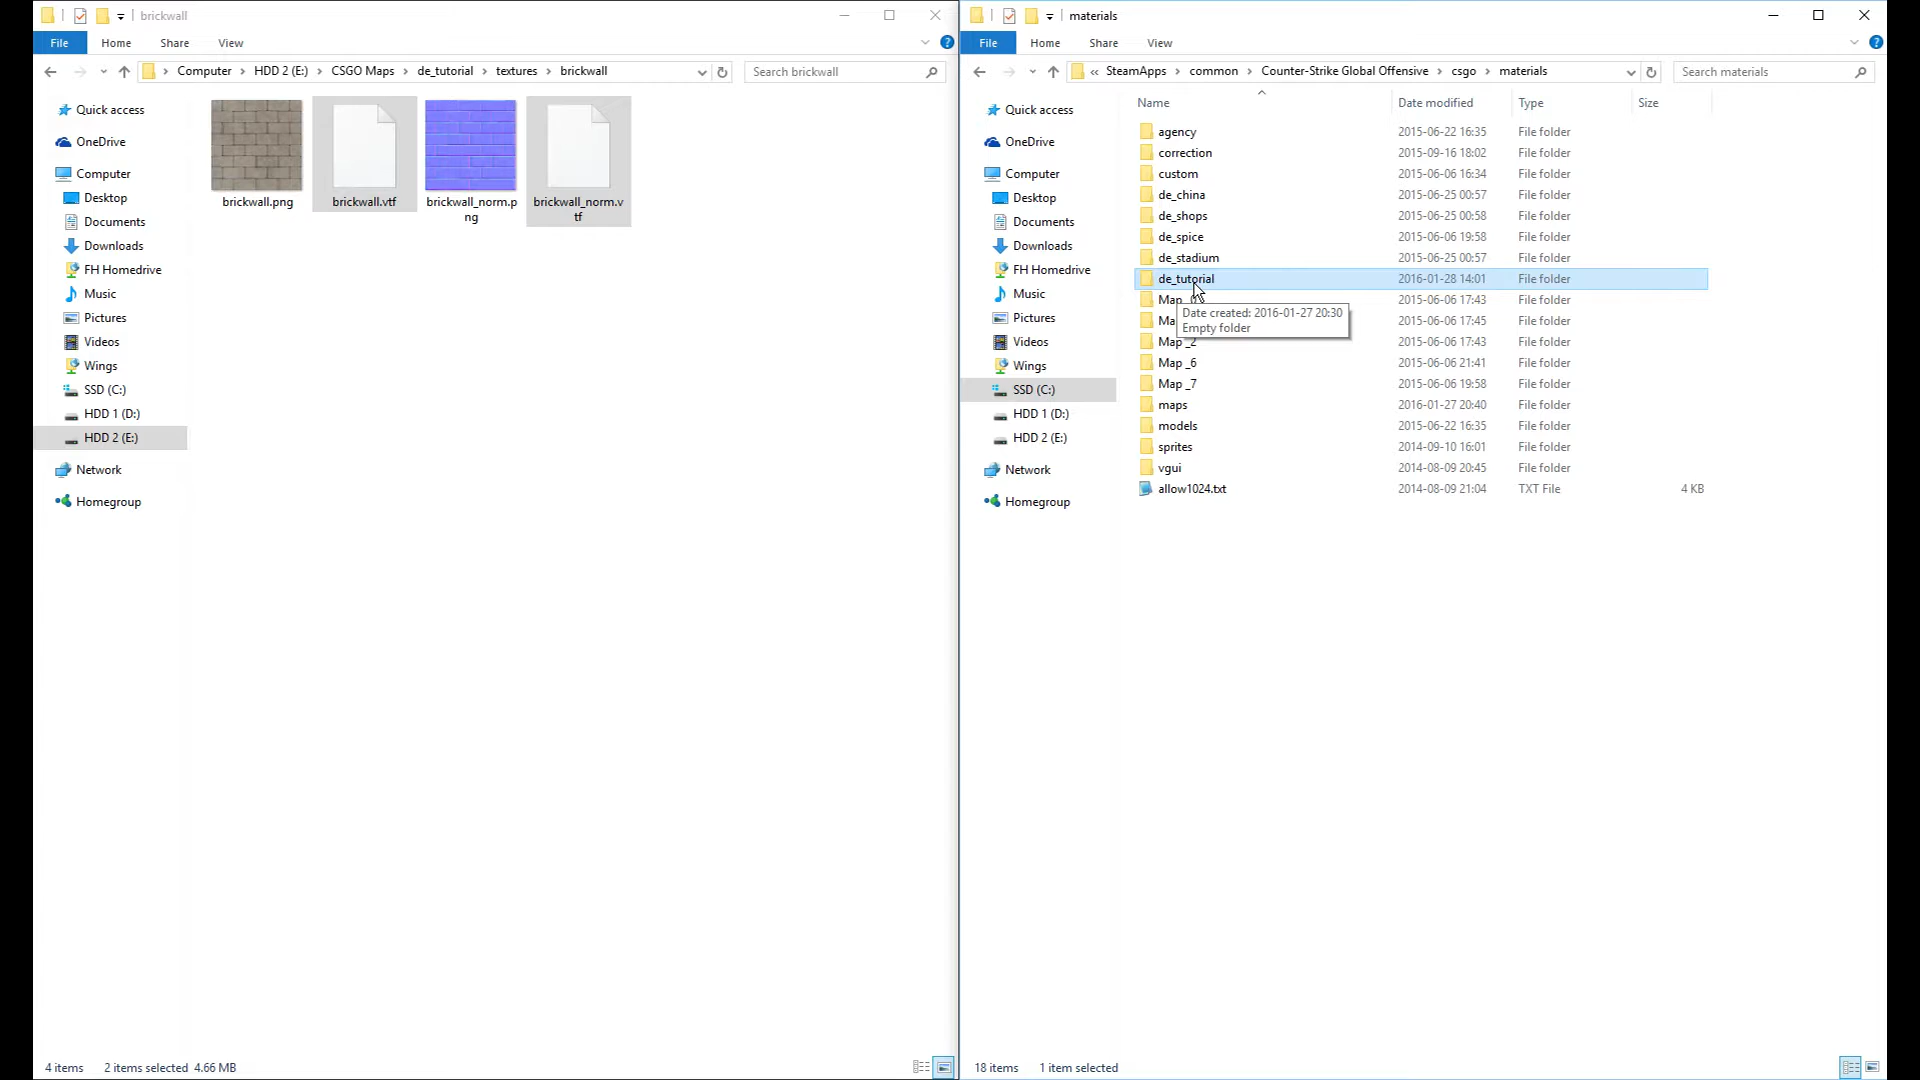 brickwall
File Home Share View
Computer HDD 2 (E:) CSGO Maps de_tutorial textures brickwall
Search brickwall
Quick access
OneDrive
Computer
Desktop
Documents
Downloads
FH Homedrive
Music
Pictures
Videos
Wings
SSD (C:)
HDD 1 (D:)
HDD 2 (E:)
Network
Homegroup
brickwall.png
brickwall.vtf
brickwall_norm.p
ng
brickwall_norm.v
tf
4 items 2 items selected 4.66 MB
materials
File Home Share View
« SteamApps common Counter-Strike Global Offensive csgo materials
Search materials
Quick access
OneDrive
Computer
Desktop
Documents
Downloads
FH Homedrive
Music
Pictures
Videos
Wings
SSD (C:)
HDD 1 (D:)
HDD 2 (E:)
Network
Homegroup
Name Date modified Type Size
agency 2015-06-22 16:35 File folder
correction 2015-09-16 18:02 File folder
custom 2015-06-06 16:34 File folder
de_china 2015-06-25 00:57 File folder
de_shops 2015-06-25 00:58 File folder
de_spice 2015-06-06 19:58 File folder
de_stadium 2015-06-25 00:57 File folder
de_tutorial 2016-01-28 14:01 File folder
Map 2015-06-06 17:43 File folder
Date created: 2016-01-27 20:30
Empty folder
2015-06-06 17:45 File folder
Map _2 2015-06-06 17:43 File folder
Map _6 2015-06-06 21:41 File folder
Map _7 2015-06-06 19:58 File folder
maps 2016-01-27 20:40 File folder
models 2015-06-22 16:35 File folder
sprites 2014-09-10 16:01 File folder
vgui 2014-08-09 20:45 File folder
allow1024.txt 2014-08-09 21:04 TXT File 4 KB
18 items 1 item selected